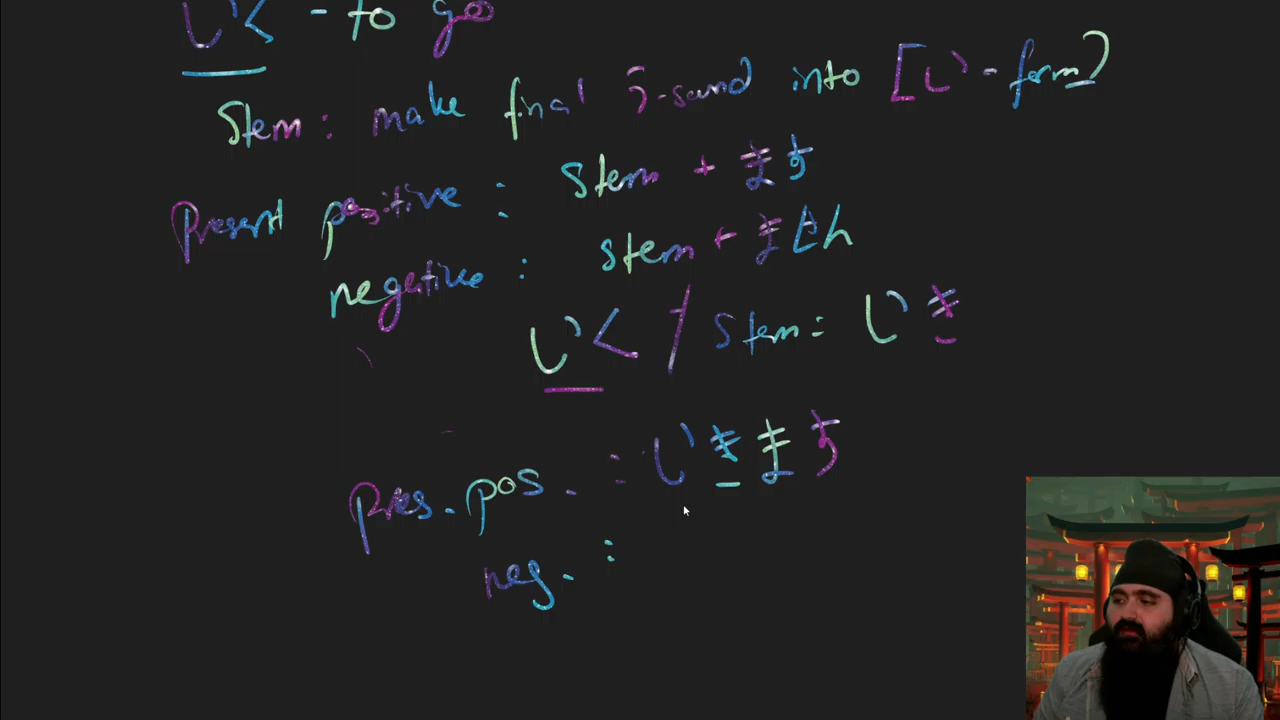 いく - to go
Stem: make final う-sound into [い-form]
Present positive: Stem + ます
negetive: stem + ません
いく / Stem: いき
pres. pos. : いきます
neg. :